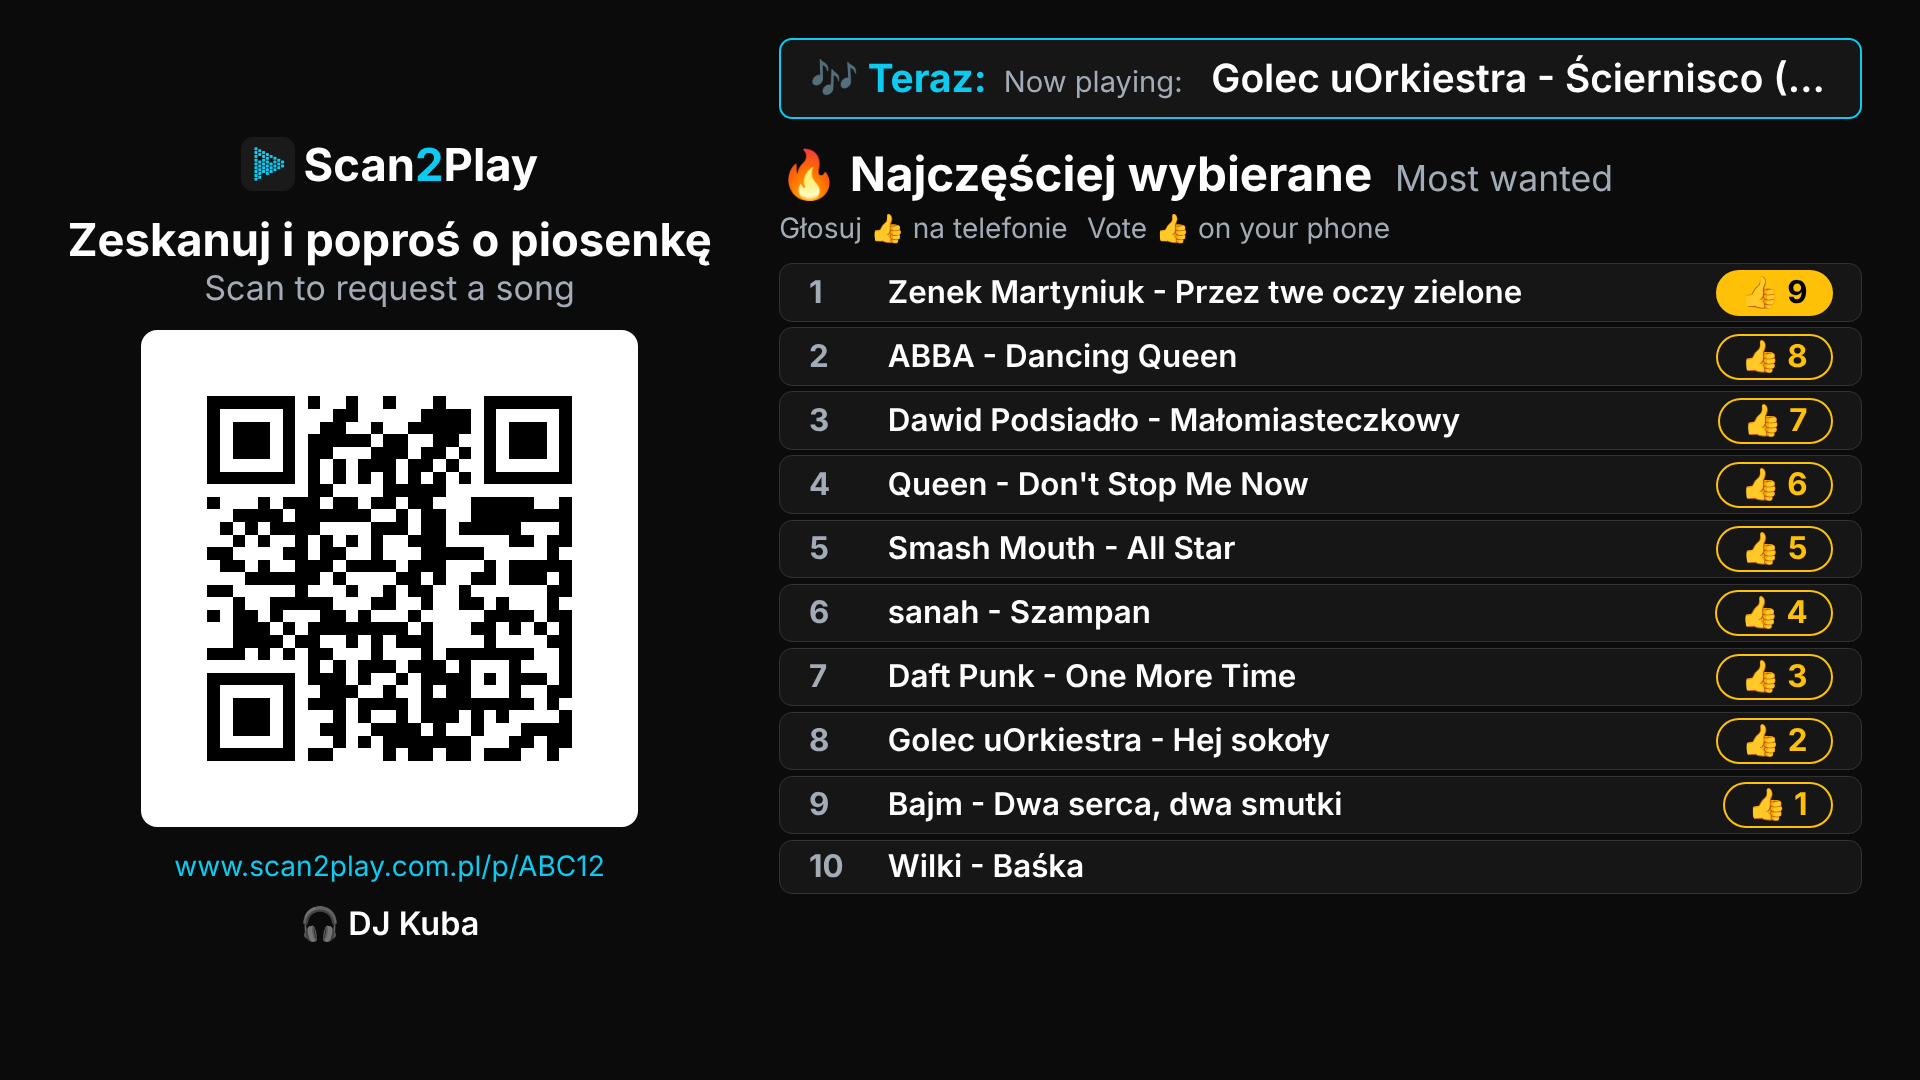 Scan2Play
Zeskanuj i poproś o piosenkę
Scan to request a song
www.scan2play.com.pl/p/ABC12
🎧 DJ Kuba
🎶 Teraz: Now playing: Golec uOrkiestra - Ściernisco (...
🔥 Najczęściej wybierane Most wanted
Głosuj 👍 na telefonie Vote 👍 on your phone
1 Zenek Martyniuk - Przez twe oczy zielone 👍 9
2 ABBA - Dancing Queen 👍 8
3 Dawid Podsiadło - Małomiasteczkowy 👍 7
4 Queen - Don't Stop Me Now 👍 6
5 Smash Mouth - All Star 👍 5
6 sanah - Szampan 👍 4
7 Daft Punk - One More Time 👍 3
8 Golec uOrkiestra - Hej sokoły 👍 2
9 Bajm - Dwa serca, dwa smutki 👍 1
10 Wilki - Baśka